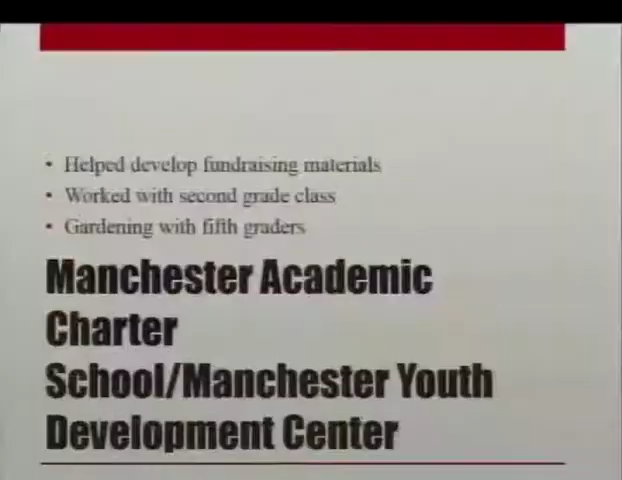 • Helped develop fundraising materials
• Worked with second grade class
• Gardening with fifth graders
Manchester Academic
Charter
School/Manchester Youth
Development Center